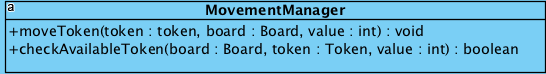 a
MovementManager
+moveToken(token : token, board : Board, value : int) : void
+checkAvailableToken(board : Board, token : Token, value : int) : boolean